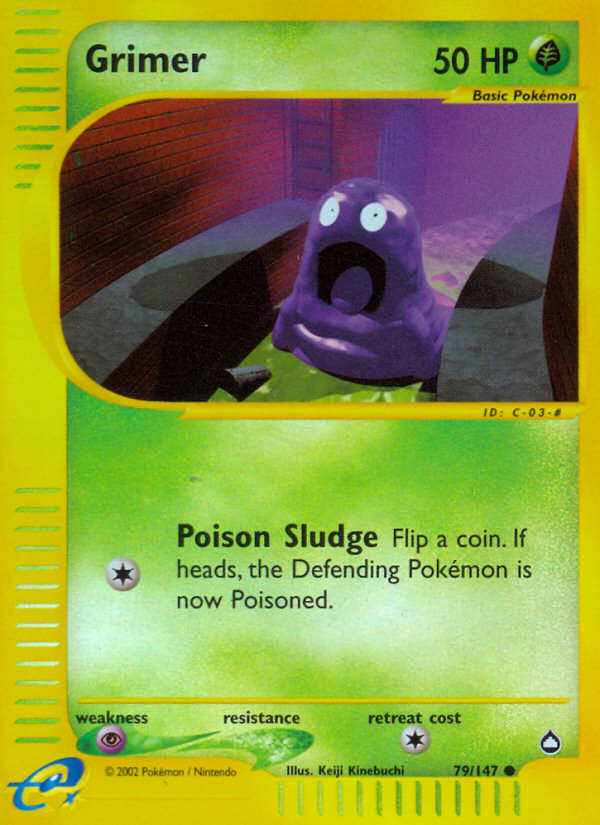 Grimer 50 HP
Basic Pokémon
ID: C-03-#
Poison Sludge Flip a coin. If
heads, the Defending Pokémon is
now Poisoned.
weakness resistance retreat cost
e
© 2002 Pokémon / Nintendo Illus. Keiji Kinebuchi 79/147 ●